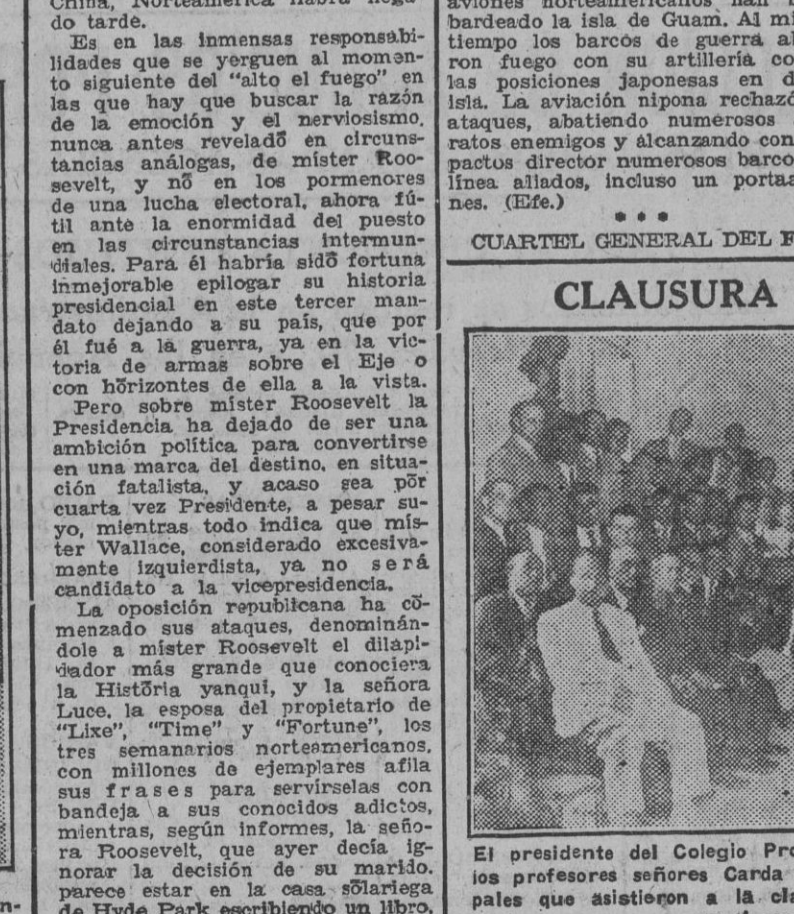 China, Norteamérica habrá llega-
do tarde.
Es en las inmensas responsabi-
lidades que se yerguen al momen-
to siguiente del "alto el fuego" en
las que hay que buscar la razón
de la emoción y el nerviosismo,
nunca antes revelado en circuns-
tancias análogas, de míster Roo-
sevelt, y no en los pormenores
de una lucha electoral, ahora fú-
til ante la enormidad del puesto
en las circunstancias intermun-
diales. Para él habría sido fortuna
inmejorable epilogar su historia
presidencial en este tercer man-
dato dejando a su país, que por
él fué a la guerra, ya en la vic-
toria de armas sobre el Eje o
con horizontes de ella a la vista.
Pero sobre míster Roosevelt la
Presidencia ha dejado de ser una
ambición política para convertirse
en una marca del destino, en situa-
ción fatalista, y acaso sea por
cuarta vez Presidente, a pesar su-
yo, mientras todo indica que mís-
ter Wallace, considerado excesiva-
mente izquierdista, ya no será
candidato a la vicepresidencia.
La oposición republicana ha co-
menzado sus ataques, denominán-
dole a míster Roosevelt el dilapi-
dador más grande que conociera
la Historia yanqui, y la señora
Luce, la esposa del propietario de
"Lixe", "Time" y "Fortune", los
tres semanarios norteamericanos,
con millones de ejemplares afila
sus frases para servírselas con
bandeja a sus conocidos adictos,
mientras, según informes, la seño-
ra Roosevelt, que ayer decía ig-
norar la decisión de su marido,
parece estar en la casa solariega
de Hyde Park escribiendo un libro,
aviones norteamericanos han
bardeado la isla de Guam. Al mi
tiempo los barcos de guerra al
ron fuego con su artillería co
las posiciones japonesas en d
isla. La aviación nipona rechazó
ataques, abatiendo numerosos
ratos enemigos y alcanzando con
pactos director numerosos barco
línea aliados, incluso un portaa
nes. (Efe.)
* * *
CUARTEL GENERAL DEL F
CLAUSURA
El presidente del Colegio Pro
los profesores señores Carda
pales que asistieron a la cla
n-